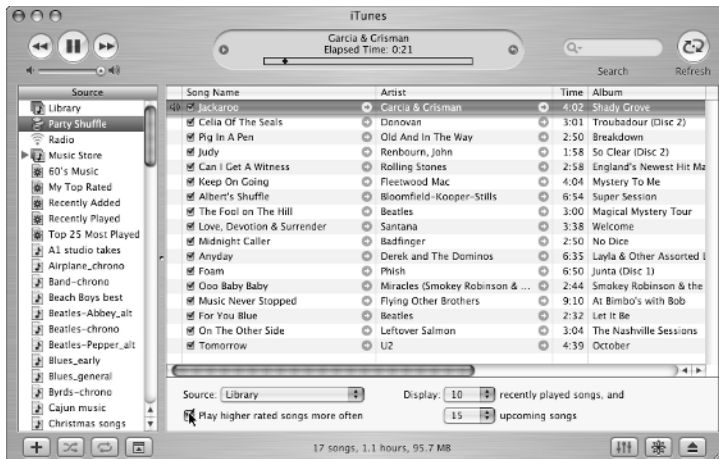 iTunes
Garcia & Grisman
Elapsed Time: 0:21
Search
Refresh
Source
Library
Party Shuffle
Radio
Music Store
60's Music
My Top Rated
Recently Added
Recently Played
Top 25 Most Played
A1 studio takes
Airplane_chrono
Band-chrono
Beach Boys best
Beatles-Abbey_alt
Beatles-chrono
Beatles-Pepper_alt
Blues_early
Blues_general
Byrds-chrono
Cajun music
Christmas songs
Song Name Artist Time Album
Jackaroo Garcia & Grisman 4:02 Shady Grove
Celia Of The Seals Donovan 3:01 Troubadour (Disc 2)
Pig In A Pen Old And In The Way 2:50 Breakdown
Judy Renbourn, John 1:58 So Clear (Disc 2)
Can I Get A Witness Rolling Stones 2:58 England's Newest Hit Ma
Keep On Going Fleetwood Mac 4:04 Mystery To Me
Albert's Shuffle Bloomfield-Kooper-Stills 6:54 Super Session
The Fool on The Hill Beatles 3:00 Magical Mystery Tour
Love, Devotion & Surrender Santana 3:38 Welcome
Midnight Caller Badfinger 2:50 No Dice
Anyday Derek and The Dominos 6:35 Layla & Other Assorted L
Foam Phish 6:50 Junta (Disc 1)
Ooo Baby Baby Miracles (Smokey Robinson & ... 2:44 Smokey Robinson & the
Music Never Stopped Flying Other Brothers 9:10 At Bimbo's with Bob
For You Blue Beatles 2:32 Let It Be
On The Other Side Leftover Salmon 3:04 The Nashville Sessions
Tomorrow U2 4:39 October
Source: Library Display: 10 recently played songs, and
Play higher rated songs more often 15 upcoming songs
17 songs, 1.1 hours, 95.7 MB